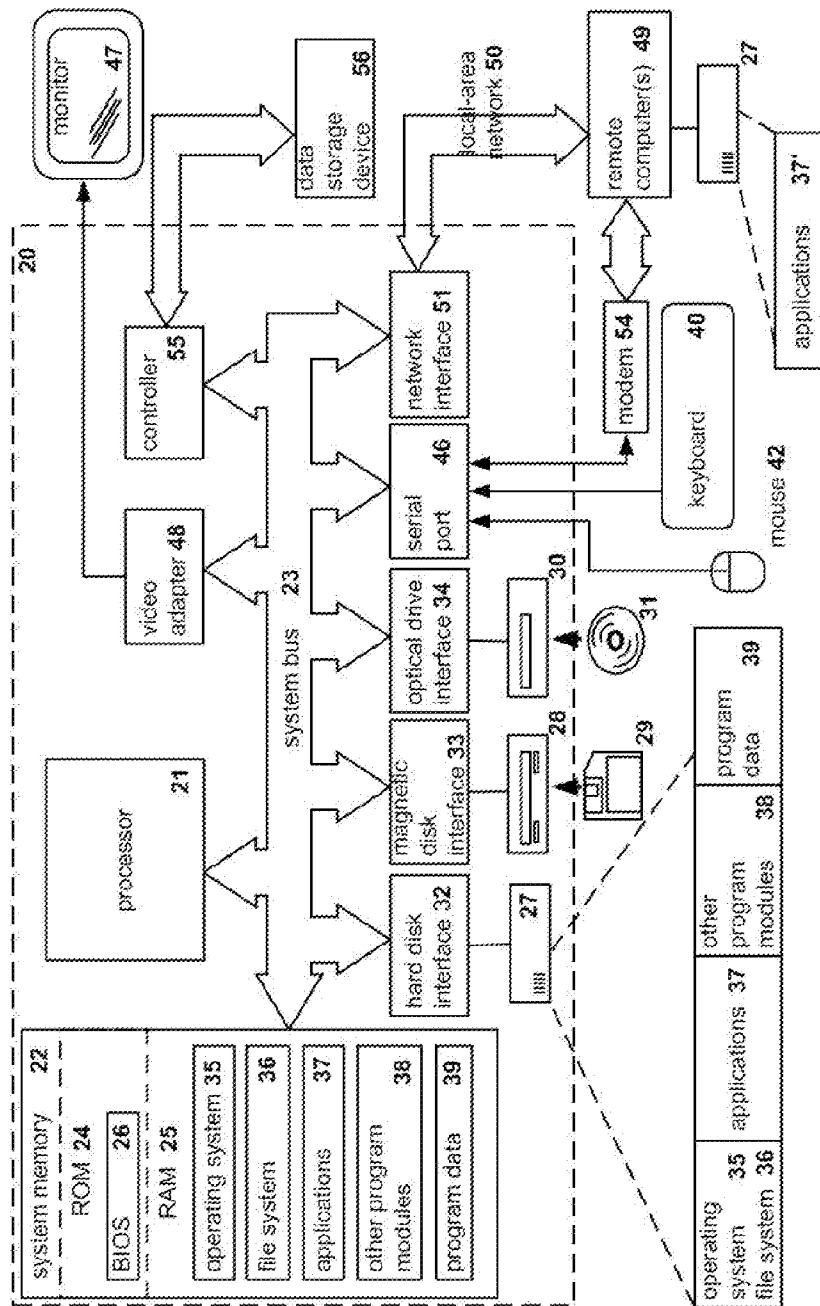 system memory 22
ROM 24
BIOS 26
RAM 25
operating system 35
file system 36
applications 37
other program
modules 38
program data 39
processor
21
20
video
adapter 48
controller
55
monitor
47
system bus 23
data
storage
device
56
hard disk
interface 32
magnetic
disk
interface 33
optical drive
interface 34
serial
port
46
network
interface 51
local-area
network 50
27
28
30
29
31
modem 54
remote
computer(s)
49
27
keyboard
40
mouse 42
applications
37'
operating
system 35
file system 36
applications 37
other
program
modules 38
program
data
39